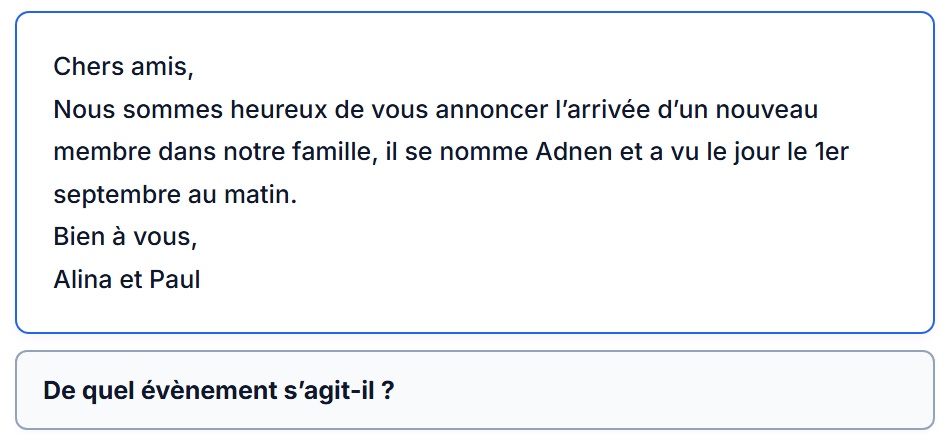 Chers amis,
Nous sommes heureux de vous annoncer l’arrivée d’un nouveau
membre dans notre famille, il se nomme Adnen et a vu le jour le 1er
septembre au matin.
Bien à vous,
Alina et Paul
De quel évènement s’agit-il ?